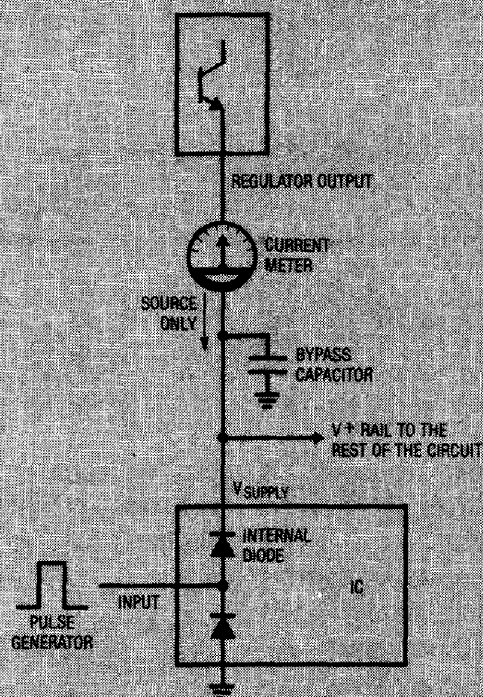 REGULATOR OUTPUT
CURRENT
METER
SOURCE
ONLY
BYPASS
CAPACITOR
V+ RAIL TO THE
REST OF THE CIRCUIT
VSUPPLY
INTERNAL
DIODE
IC
INPUT
PULSE
GENERATOR